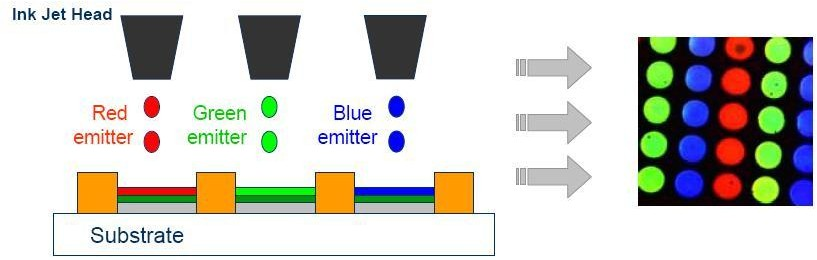 Ink Jet Head
Red
emitter
Green
emitter
Blue
emitter
Substrate